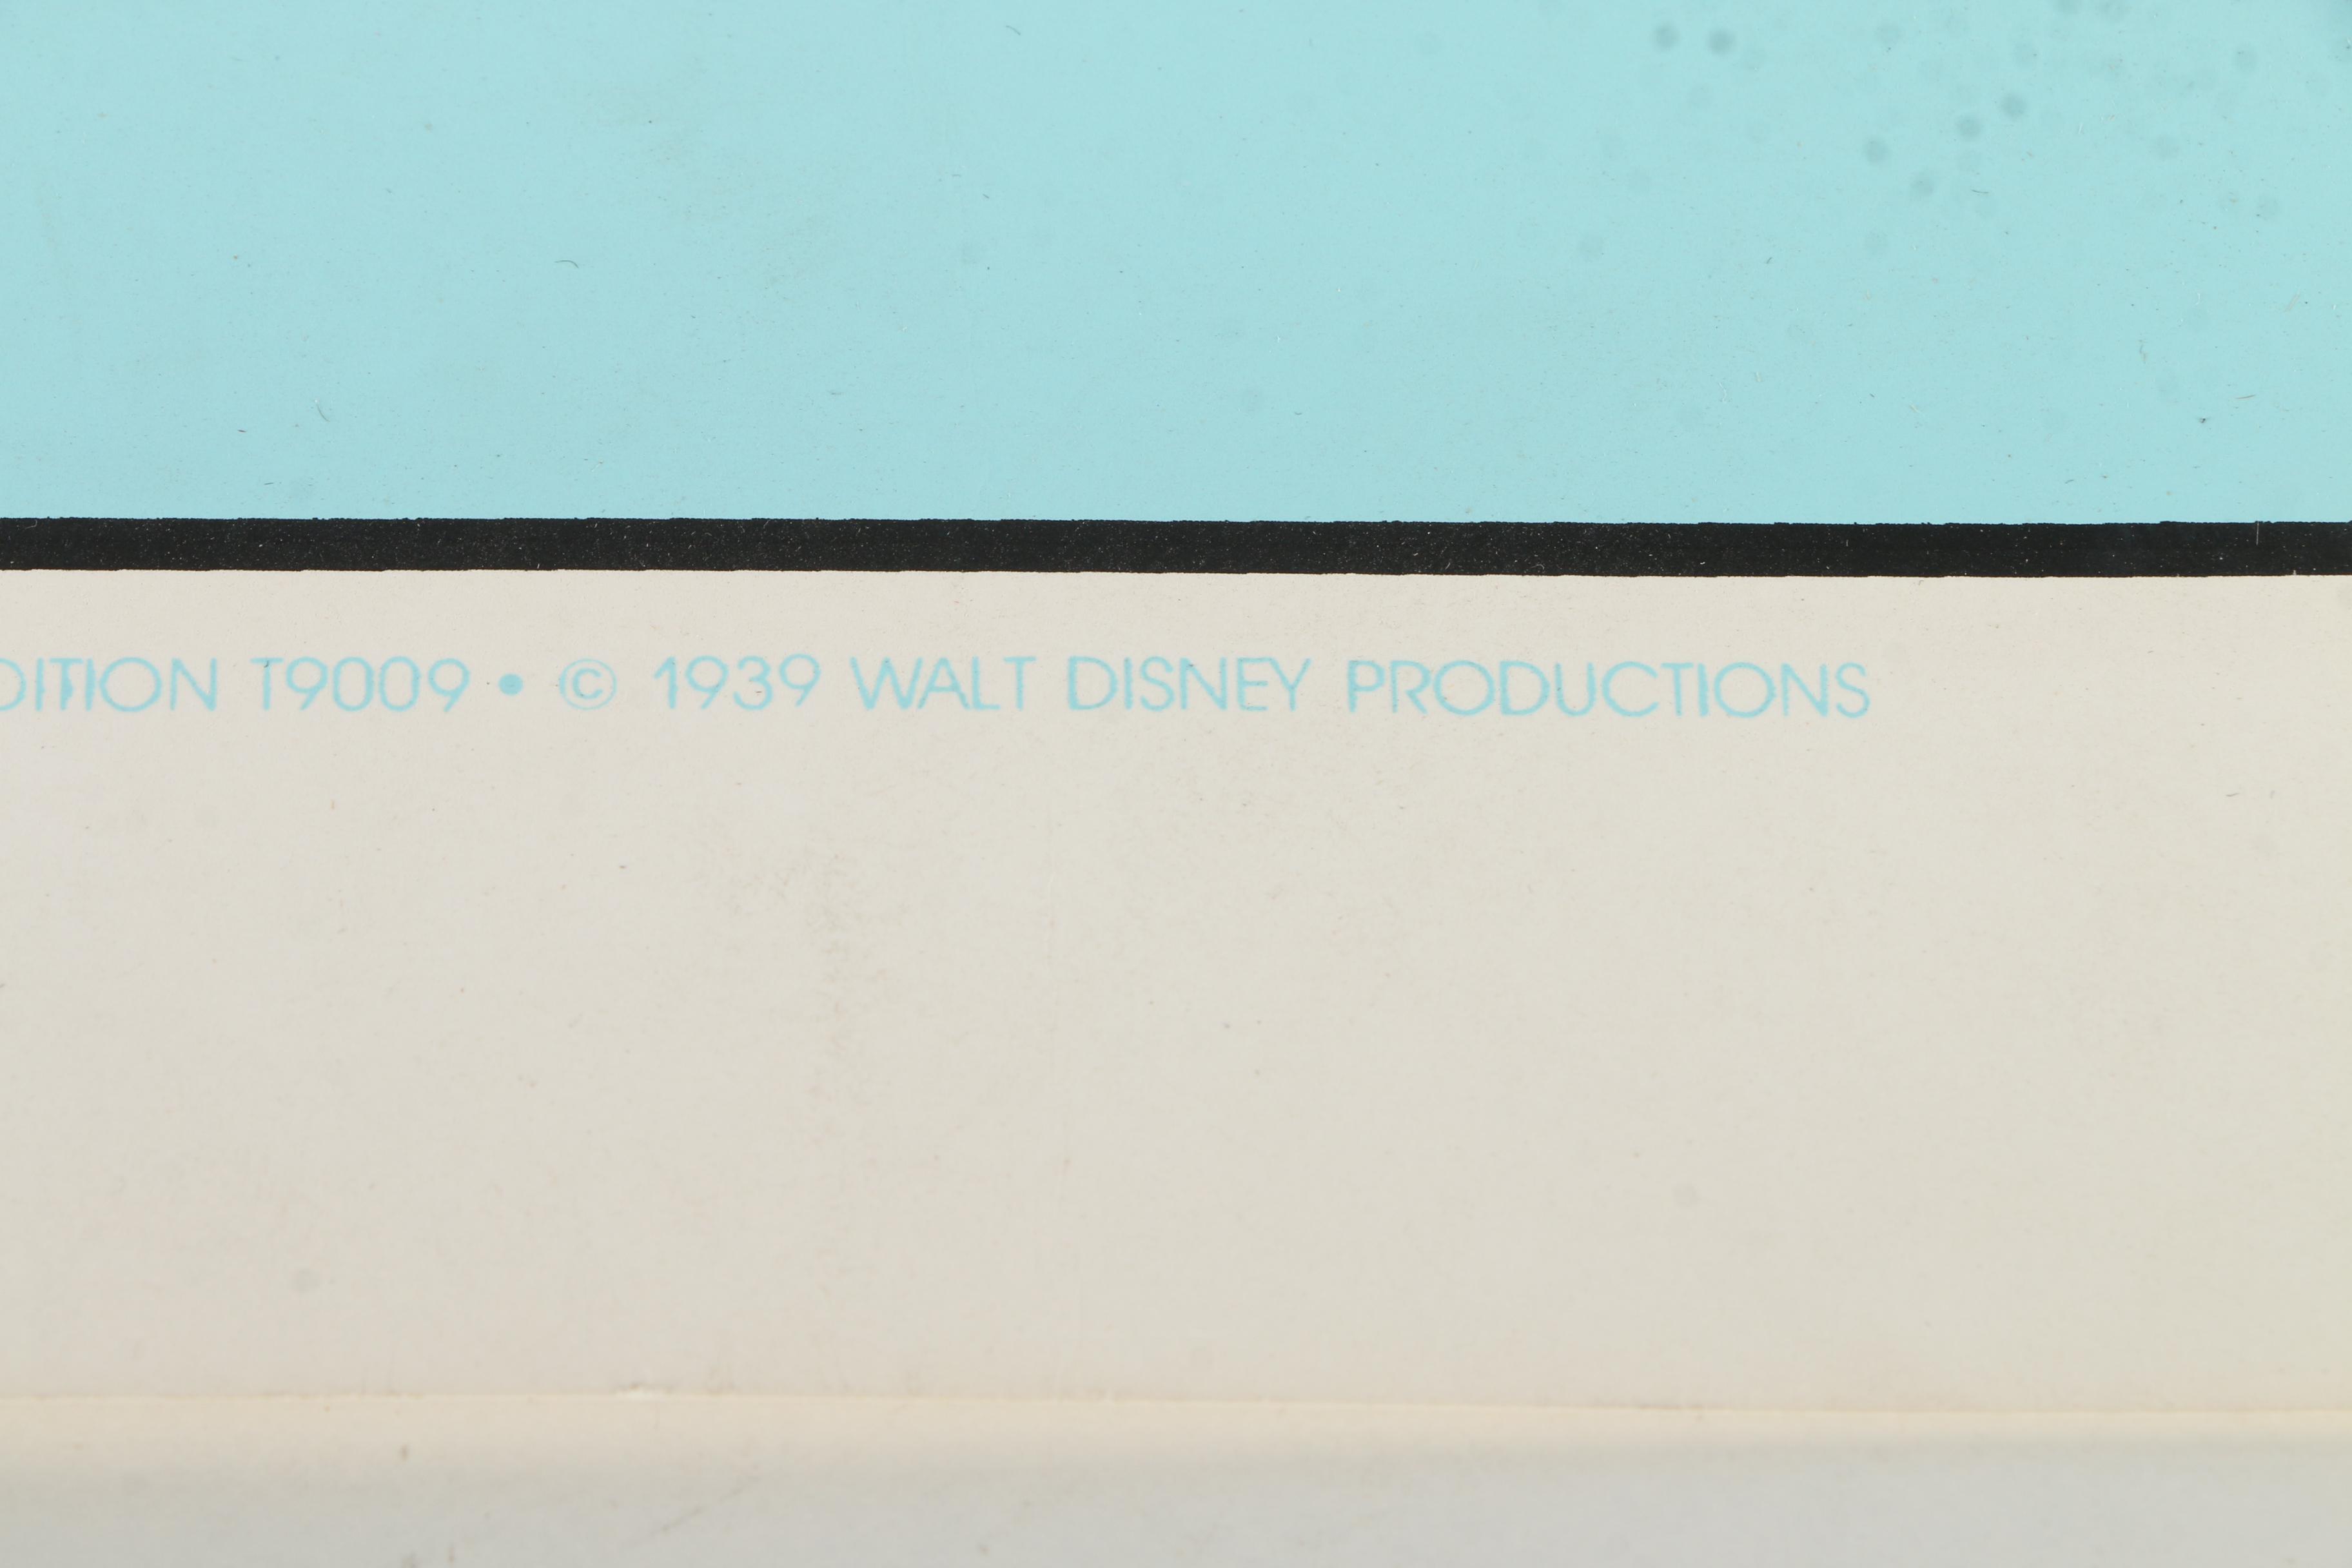 DITION T9009 • © 1939 WALT DISNEY PRODUCTIONS